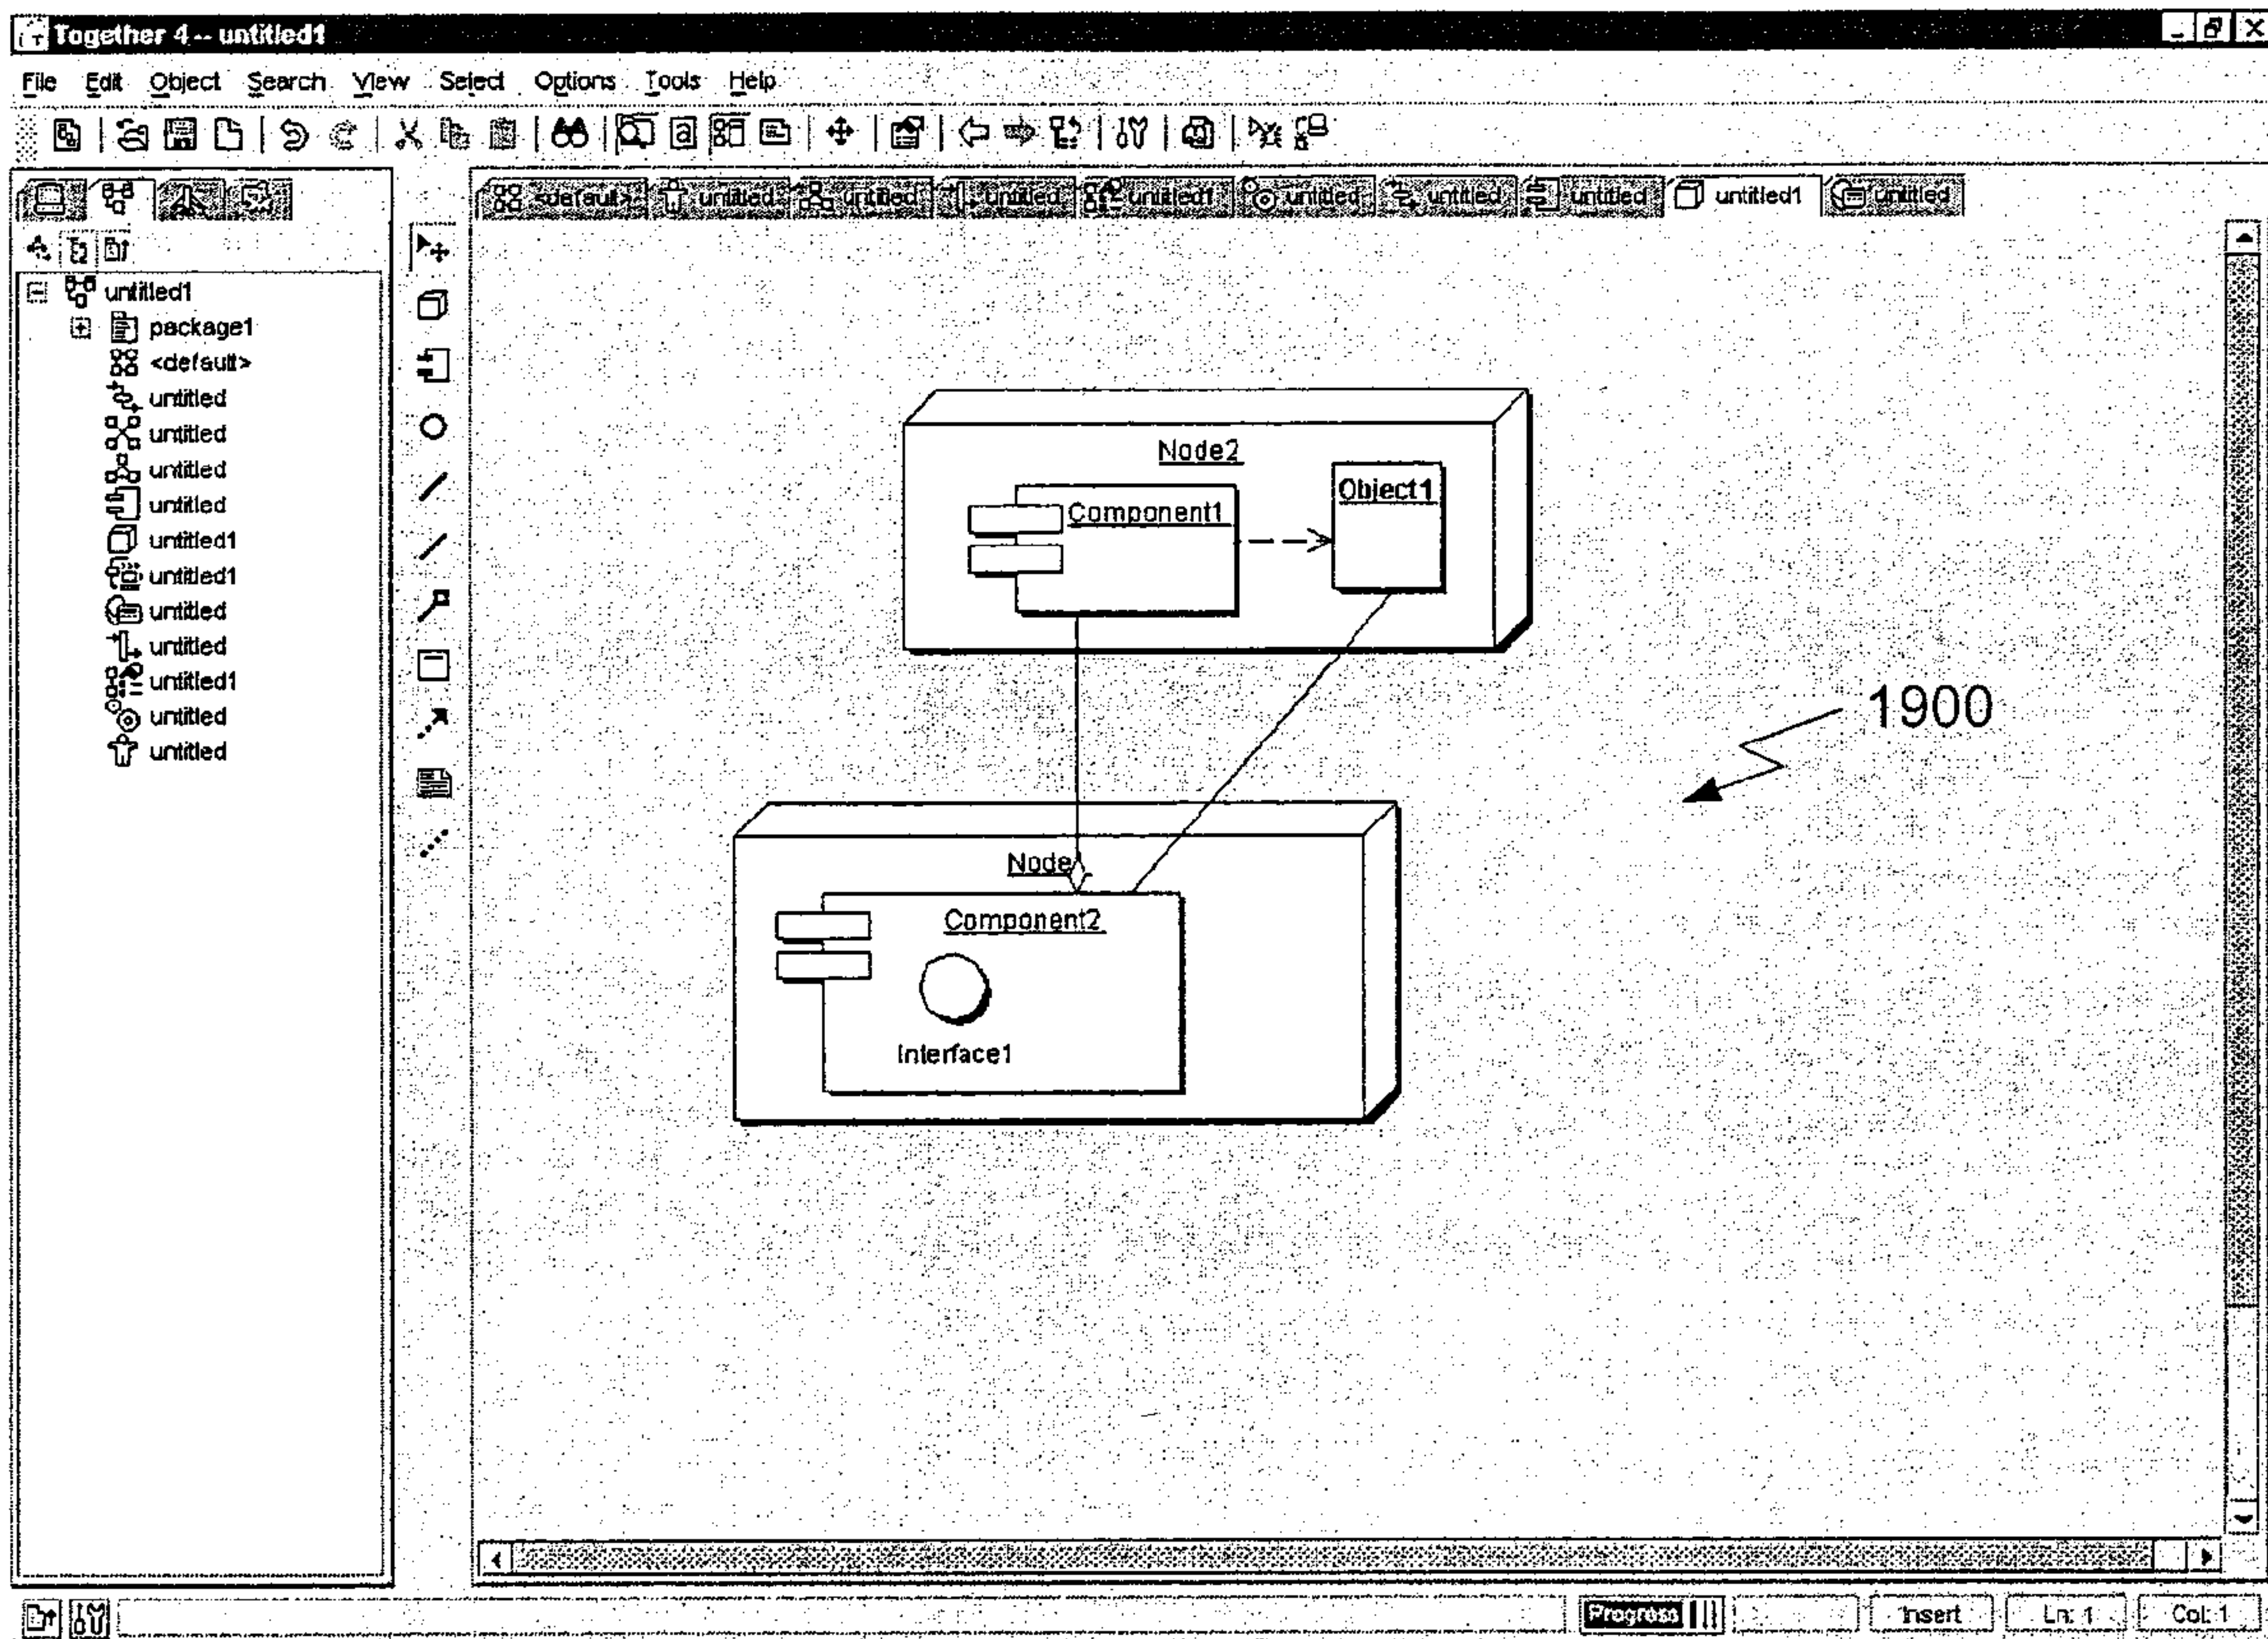 Together 4 -- untitled1
File Edit Object Search View Select Options Tools Help
<default> untitled untitled untitled untitled1 untitled untitled untitled untitled1 untitled
untitled1
package1
<default>
untitled
untitled
untitled
untitled
untitled1
untitled1
untitled
untitled
untitled1
untitled
untitled
Node2
Component1
Object1
1900
Node
Component2
Interface1
Progress
Insert
Ln: 1
Col: 1